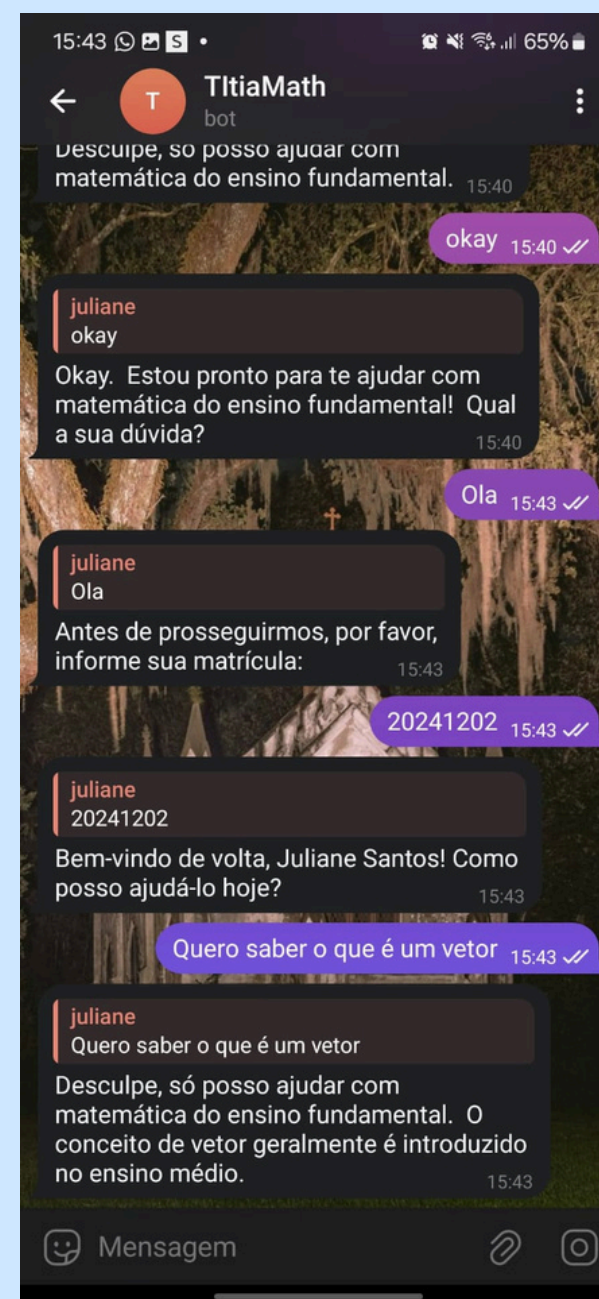 15:43 S
65%
T
TItiaMath
bot
Desculpe, só posso ajudar com
matemática do ensino fundamental. 15:40
okay 15:40
juliane
okay
Okay. Estou pronto para te ajudar com
matemática do ensino fundamental! Qual
a sua dúvida? 15:40
Ola 15:43
juliane
Ola
Antes de prosseguirmos, por favor,
informe sua matrícula: 15:43
20241202 15:43
juliane
20241202
Bem-vindo de volta, Juliane Santos! Como
posso ajudá-lo hoje? 15:43
Quero saber o que é um vetor 15:43
juliane
Quero saber o que é um vetor
Desculpe, só posso ajudar com
matemática do ensino fundamental. O
conceito de vetor geralmente é introduzido
no ensino médio. 15:43
Mensagem